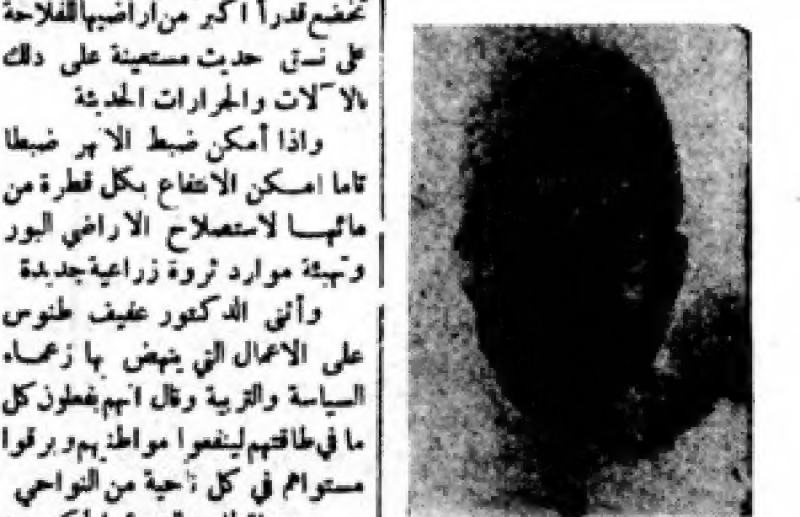 تخضع قدراً اكبر من اراضيها للفلاحة
على نسق حديث مستعينة على ذلك
بالآلات والجرارات الحديثة
واذا أمكن ضبط الانهر ضبطا
تاما امكن الانتفاع بكل قطرة من
مائها لاستصلاح الاراضي البور
وتهيئة موارد ثروة زراعية جديدة
وأثنى الدكتور عفيف طنوس
على الاعمال التي ينهض بها زعماء
السياسة والتربية وقال انهم يفعلون كل
ما في طاقتهم لينفعوا مواطنيهم ويرقوا
مستواهم في كل ناحية من النواحي